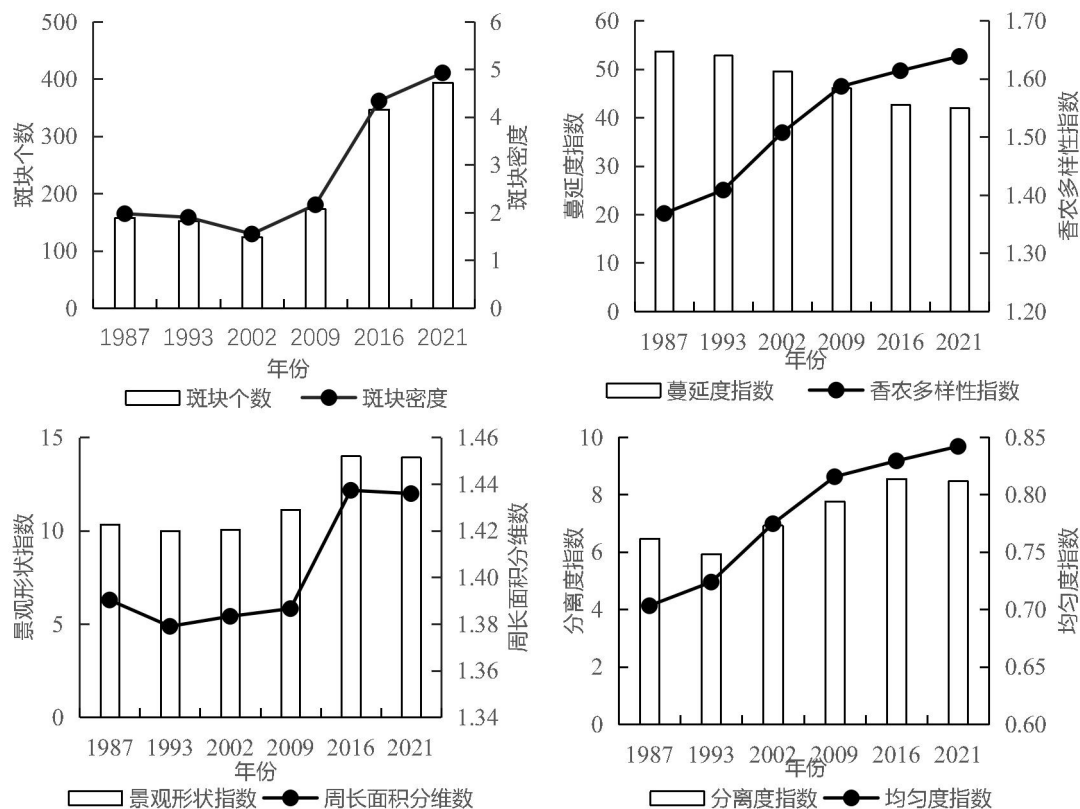 500
400
300
200
100
0
斑块个数
6
5
4
3
2
1
0
斑块密度
1987 1993 2002 2009 2016 2021
年份
斑块个数 斑块密度
60
50
40
30
20
10
0
蔓延度指数
1.70
1.60
1.50
1.40
1.30
1.20
香农多样性指数
1987 1993 2002 2009 2016 2021
年份
蔓延度指数 香农多样性指数
15
10
5
0
景观形状指数
1.46
1.44
1.42
1.40
1.38
1.36
1.34
周长面积分维数
1987 1993 2002 2009 2016 2021
年份
景观形状指数 周长面积分维数
10
8
6
4
2
0
分离度指数
0.85
0.80
0.75
0.70
0.65
0.60
均匀度指数
1987 1993 2002 2009 2016 2021
年份
分离度指数 均匀度指数